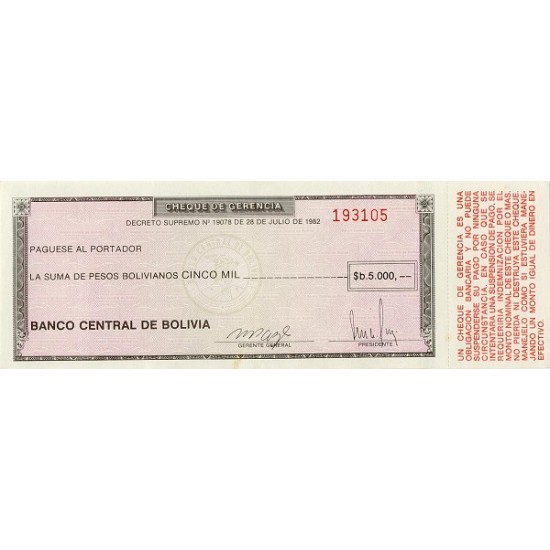 CHEQUE DE GERENCIA
DECRETO SUPREMO Nº 19078 DE 28 DE JULIO DE 1982
193105
PAGUESE AL PORTADOR
LA SUMA DE PESOS BOLIVIANOS CINCO MIL
$b.5.000,--
BANCO CENTRAL DE BOLIVIA
GERENTE GENERAL
PRESIDENTE
UN CHEQUE DE GERENCIA ES UNA
OBLIGACION BANCARIA Y NO PUEDE
SUSPENDERSE SU PAGO POR NINGUNA
CIRCUNSTANCIA. EN CASO QUE SE
INTENTARA UNA SUSPENSION DE PAGO, SE
REQUERIRIA INDEMNIZACION POR EL
MONTO NOMINAL DE ESTE CHEQUE O MAS.
NO PIERDA NI DESTRUYA ESTE CHEQUE.
MANEJELO COMO SI ESTUVIERA MANE-
JANDO UN MONTO IGUAL DE DINERO EN
EFECTIVO.